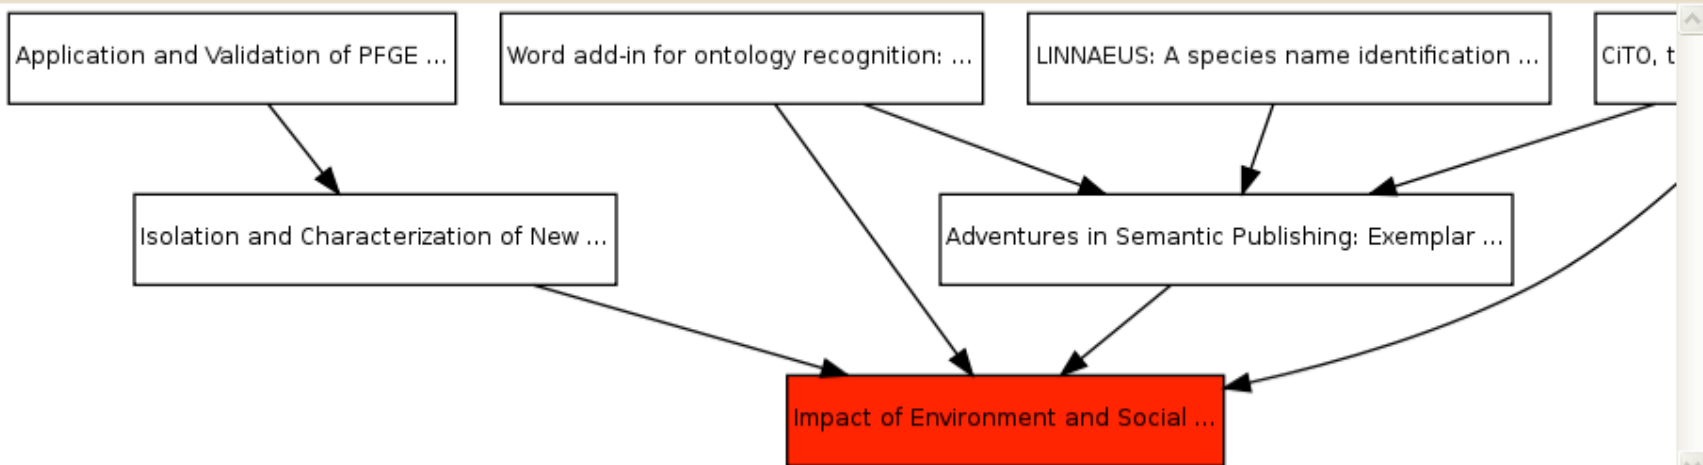 Application and Validation of PFGE ...
Word add-in for ontology recognition: ...
LINNAEUS: A species name identification ...
CiTO, t
Isolation and Characterization of New ...
Adventures in Semantic Publishing: Exemplar ...
Impact of Environment and Social ...